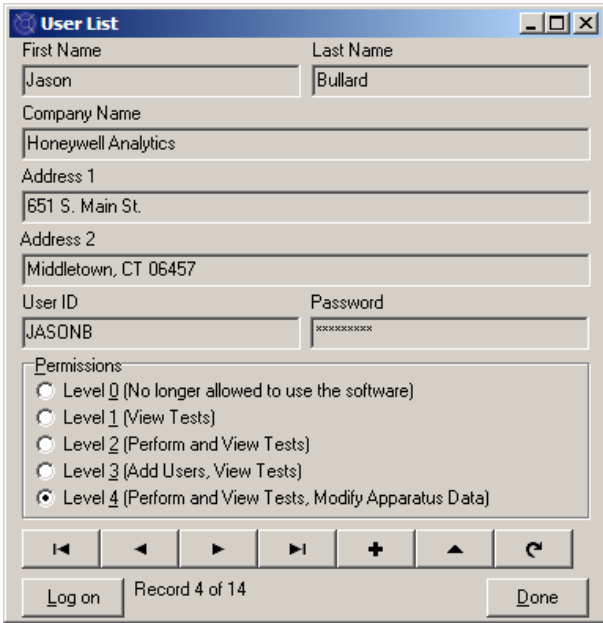 User List
First Name Last Name
Jason Bullard
Company Name
Honeywell Analytics
Address 1
651 S. Main St.
Address 2
Middletown, CT 06457
User ID Password
JASONB *********
Permissions
Level 0 (No longer allowed to use the software)
Level 1 (View Tests)
Level 2 (Perform and View Tests)
Level 3 (Add Users, View Tests)
Level 4 (Perform and View Tests, Modify Apparatus Data)
Log on Record 4 of 14 Done